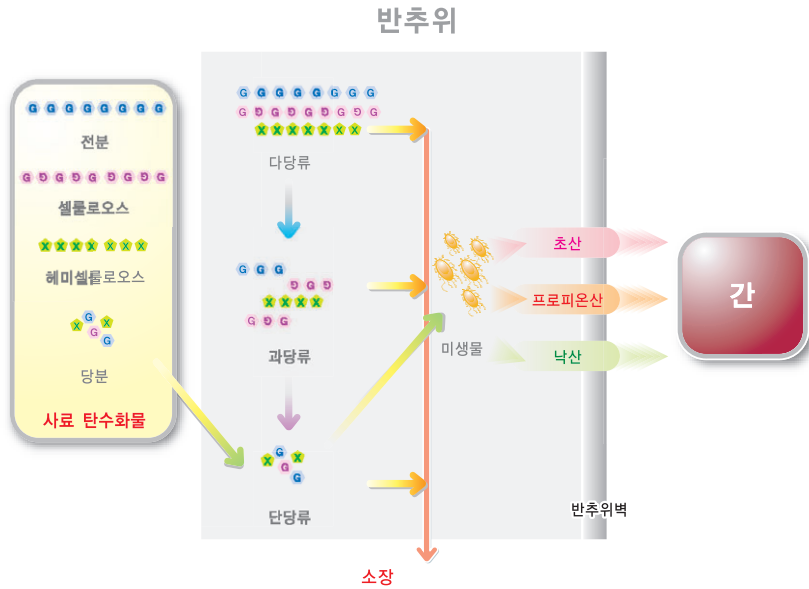 반추위
G G G G G G G G
전분
G G G G G G G G G
셀룰로오스
X X X X X X X
헤미셀룰로오스
X G X G G
당분
사료 탄수화물
G G G G G G G G
G G G G G G G G G
X X X X X X X
다당류
G G G
G G G
X X X X
G G G
과당류
X G X G G
단당류
미생물
초산
프로피온산
낙산
간
반추위벽
소장